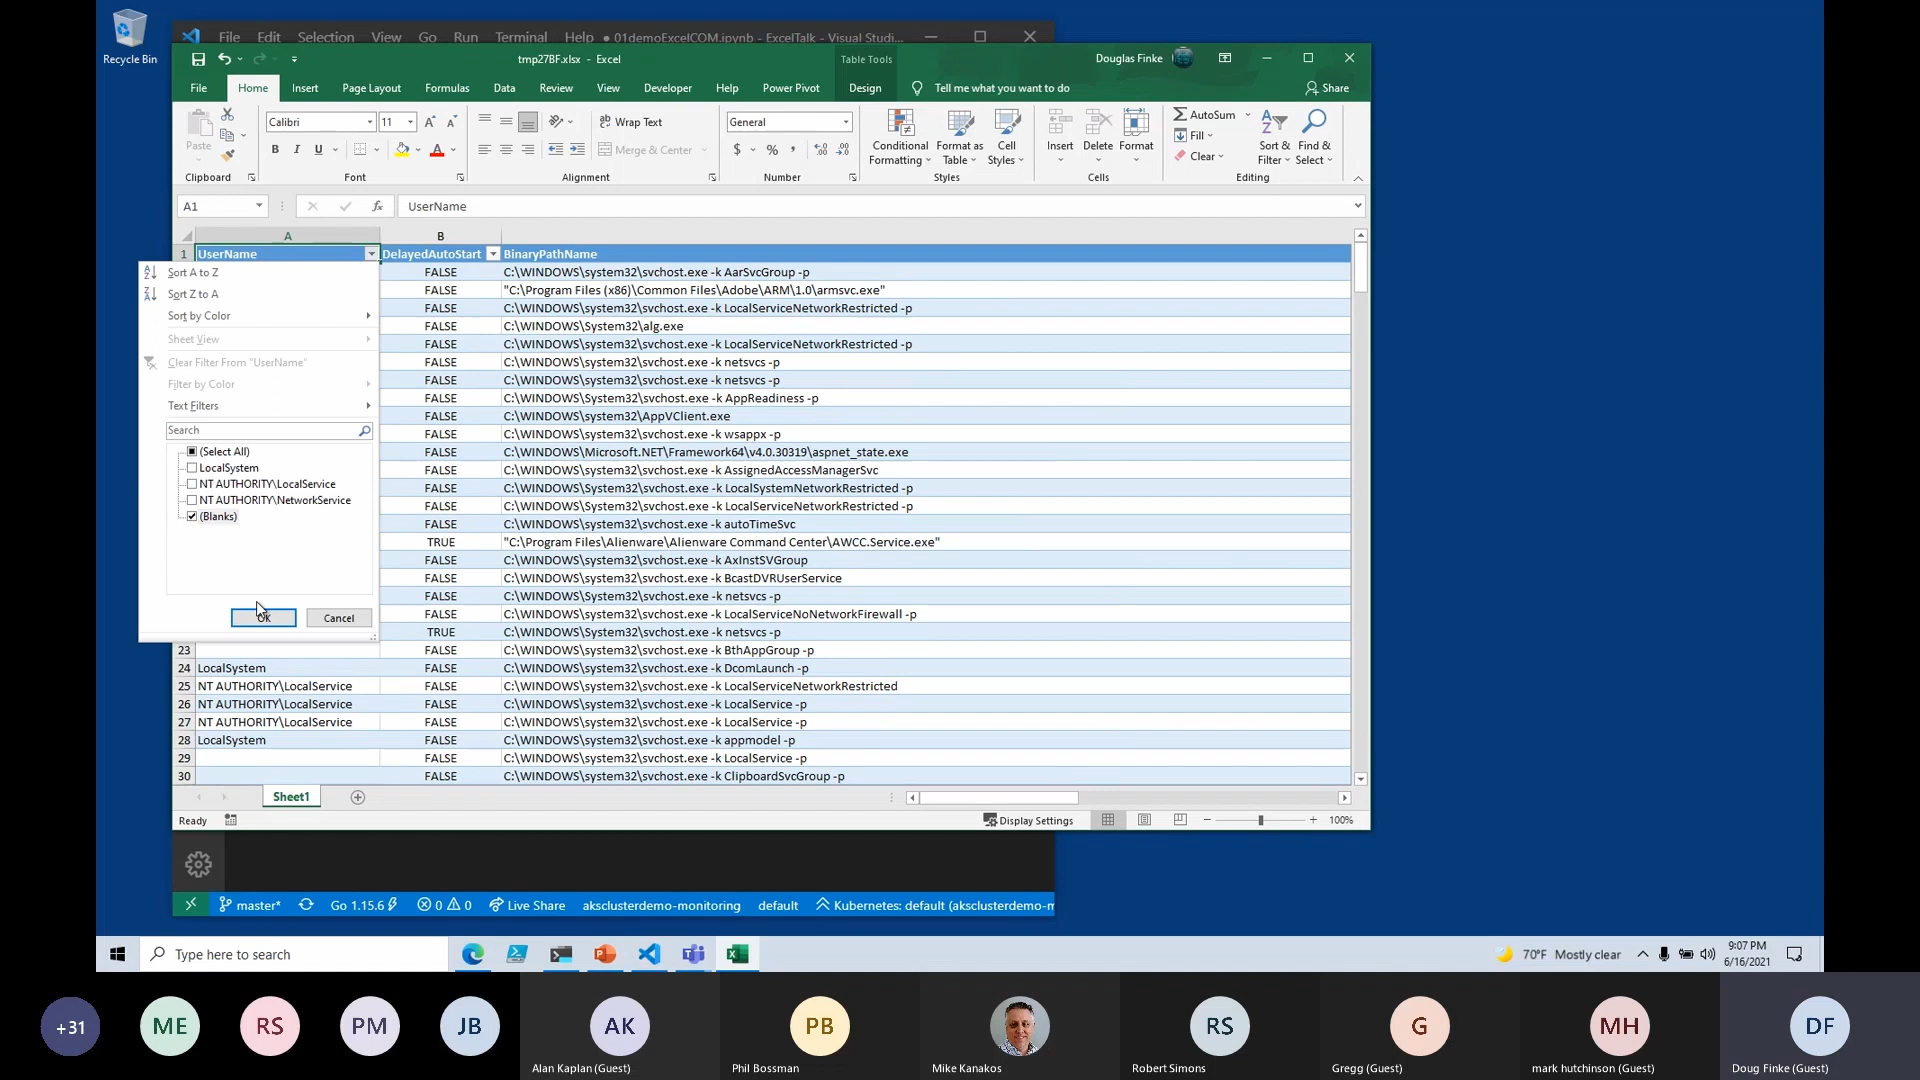 Recycle Bin
File Edit Selection View Go Run Terminal Help ● 01demoExcelCOM.ipynb - ExcelTalk - Visual Studi...
tmp27BF.xlsx - Excel
Table Tools
Douglas Finke
File Home Insert Page Layout Formulas Data Review View Developer Help Power Pivot Design Tell me what you want to do Share
Paste
Calibri 11
B I U
Wrap Text
Merge & Center
General
$ % ,
Conditional Formatting
Format as Table
Cell Styles
Insert Delete Format
AutoSum
Fill
Clear
Sort & Filter
Find & Select
Clipboard Font Alignment Number Styles Cells Editing
A1 fx UserName
A B
1 UserName DelayedAutoStart BinaryPathName
Sort A to Z
Sort Z to A
Sort by Color
Sheet View
Clear Filter From "UserName"
Filter by Color
Text Filters
Search
(Select All)
LocalSystem
NT AUTHORITY\LocalService
NT AUTHORITY\NetworkService
(Blanks)
OK Cancel
FALSE C:\WINDOWS\system32\svchost.exe -k AarSvcGroup -p
FALSE "C:\Program Files (x86)\Common Files\Adobe\ARM\1.0\armsvc.exe"
FALSE C:\WINDOWS\system32\svchost.exe -k LocalServiceNetworkRestricted -p
FALSE C:\WINDOWS\System32\alg.exe
FALSE C:\WINDOWS\system32\svchost.exe -k LocalServiceNetworkRestricted -p
FALSE C:\WINDOWS\system32\svchost.exe -k netsvcs -p
FALSE C:\WINDOWS\system32\svchost.exe -k netsvcs -p
FALSE C:\WINDOWS\System32\svchost.exe -k AppReadiness -p
FALSE C:\WINDOWS\system32\AppVClient.exe
FALSE C:\WINDOWS\system32\svchost.exe -k wsappx -p
FALSE C:\WINDOWS\Microsoft.NET\Framework64\v4.0.30319\aspnet_state.exe
FALSE C:\WINDOWS\system32\svchost.exe -k AssignedAccessManagerSvc
FALSE C:\WINDOWS\System32\svchost.exe -k LocalSystemNetworkRestricted -p
FALSE C:\WINDOWS\System32\svchost.exe -k LocalServiceNetworkRestricted -p
FALSE C:\WINDOWS\system32\svchost.exe -k autoTimeSvc
TRUE "C:\Program Files\Alienware\Alienware Command Center\AWCC.Service.exe"
FALSE C:\WINDOWS\system32\svchost.exe -k AxInstSVGroup
FALSE C:\WINDOWS\system32\svchost.exe -k BcastDVRUserService
FALSE C:\WINDOWS\System32\svchost.exe -k netsvcs -p
FALSE C:\WINDOWS\system32\svchost.exe -k LocalServiceNoNetworkFirewall -p
TRUE C:\WINDOWS\System32\svchost.exe -k netsvcs -p
23 FALSE C:\WINDOWS\system32\svchost.exe -k BthAppGroup -p
24 LocalSystem FALSE C:\WINDOWS\system32\svchost.exe -k DcomLaunch -p
25 NT AUTHORITY\LocalService FALSE C:\WINDOWS\system32\svchost.exe -k LocalServiceNetworkRestricted
26 NT AUTHORITY\LocalService FALSE C:\WINDOWS\system32\svchost.exe -k LocalService -p
27 NT AUTHORITY\LocalService FALSE C:\WINDOWS\system32\svchost.exe -k LocalService -p
28 LocalSystem FALSE C:\WINDOWS\system32\svchost.exe -k appmodel -p
29 FALSE C:\WINDOWS\system32\svchost.exe -k LocalService -p
30 FALSE C:\WINDOWS\system32\svchost.exe -k ClipboardSvcGroup -p
Sheet1
Ready Display Settings 100%
master* Go 1.15.6 0 0 Live Share aksclusterdemo-monitoring default Kubernetes: default (aksclusterdemo-m
Type here to search
70°F Mostly clear
9:07 PM
6/16/2021
+31 ME RS PM JB AK PB RS G MH DF
Alan Kaplan (Guest) Phil Bossman Mike Kanakos Robert Simons Gregg (Guest) mark hutchinson (Guest) Doug Finke (Guest)